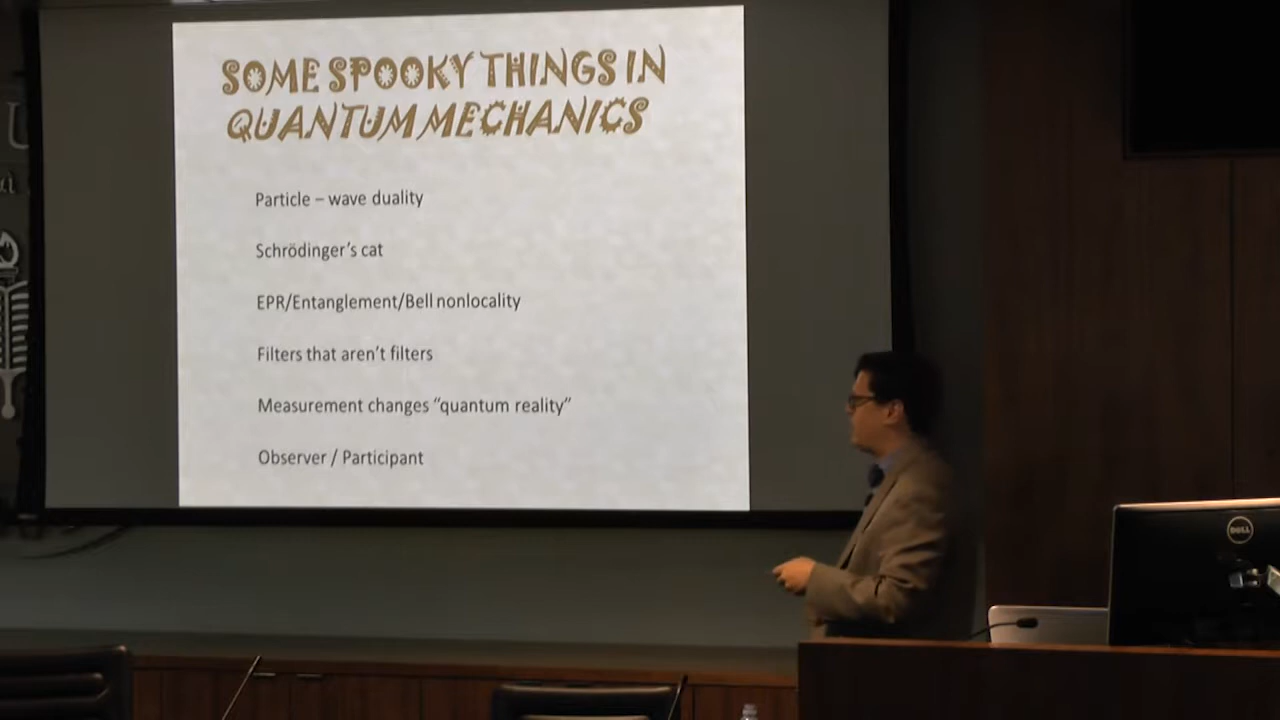 SOME SPOOKY THINGS IN
QUANTUM MECHANICS
Particle – wave duality
Schrödinger's cat
EPR/Entanglement/Bell nonlocality
Filters that aren't filters
Measurement changes “quantum reality”
Observer / Participant
DELL